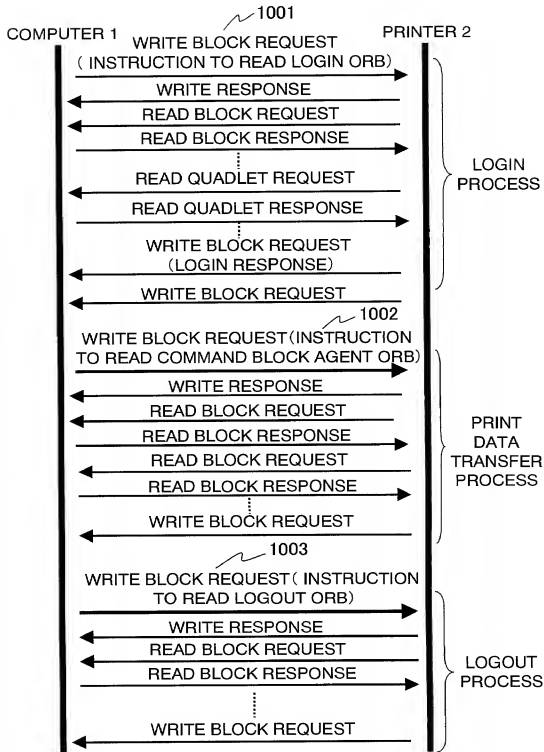 1001
COMPUTER 1
PRINTER 2
WRITE BLOCK REQUEST
( INSTRUCTION TO READ LOGIN ORB)
WRITE RESPONSE
READ BLOCK REQUEST
READ BLOCK RESPONSE
READ QUADLET REQUEST
READ QUADLET RESPONSE
WRITE BLOCK REQUEST
(LOGIN RESPONSE)
WRITE BLOCK REQUEST
LOGIN
PROCESS
1002
WRITE BLOCK REQUEST(INSTRUCTION
TO READ COMMAND BLOCK AGENT ORB)
WRITE RESPONSE
READ BLOCK REQUEST
READ BLOCK RESPONSE
READ BLOCK REQUEST
READ BLOCK RESPONSE
WRITE BLOCK REQUEST
PRINT
DATA
TRANSFER
PROCESS
1003
WRITE BLOCK REQUEST( INSTRUCTION
TO READ LOGOUT ORB)
WRITE RESPONSE
READ BLOCK REQUEST
READ BLOCK RESPONSE
WRITE BLOCK REQUEST
LOGOUT
PROCESS